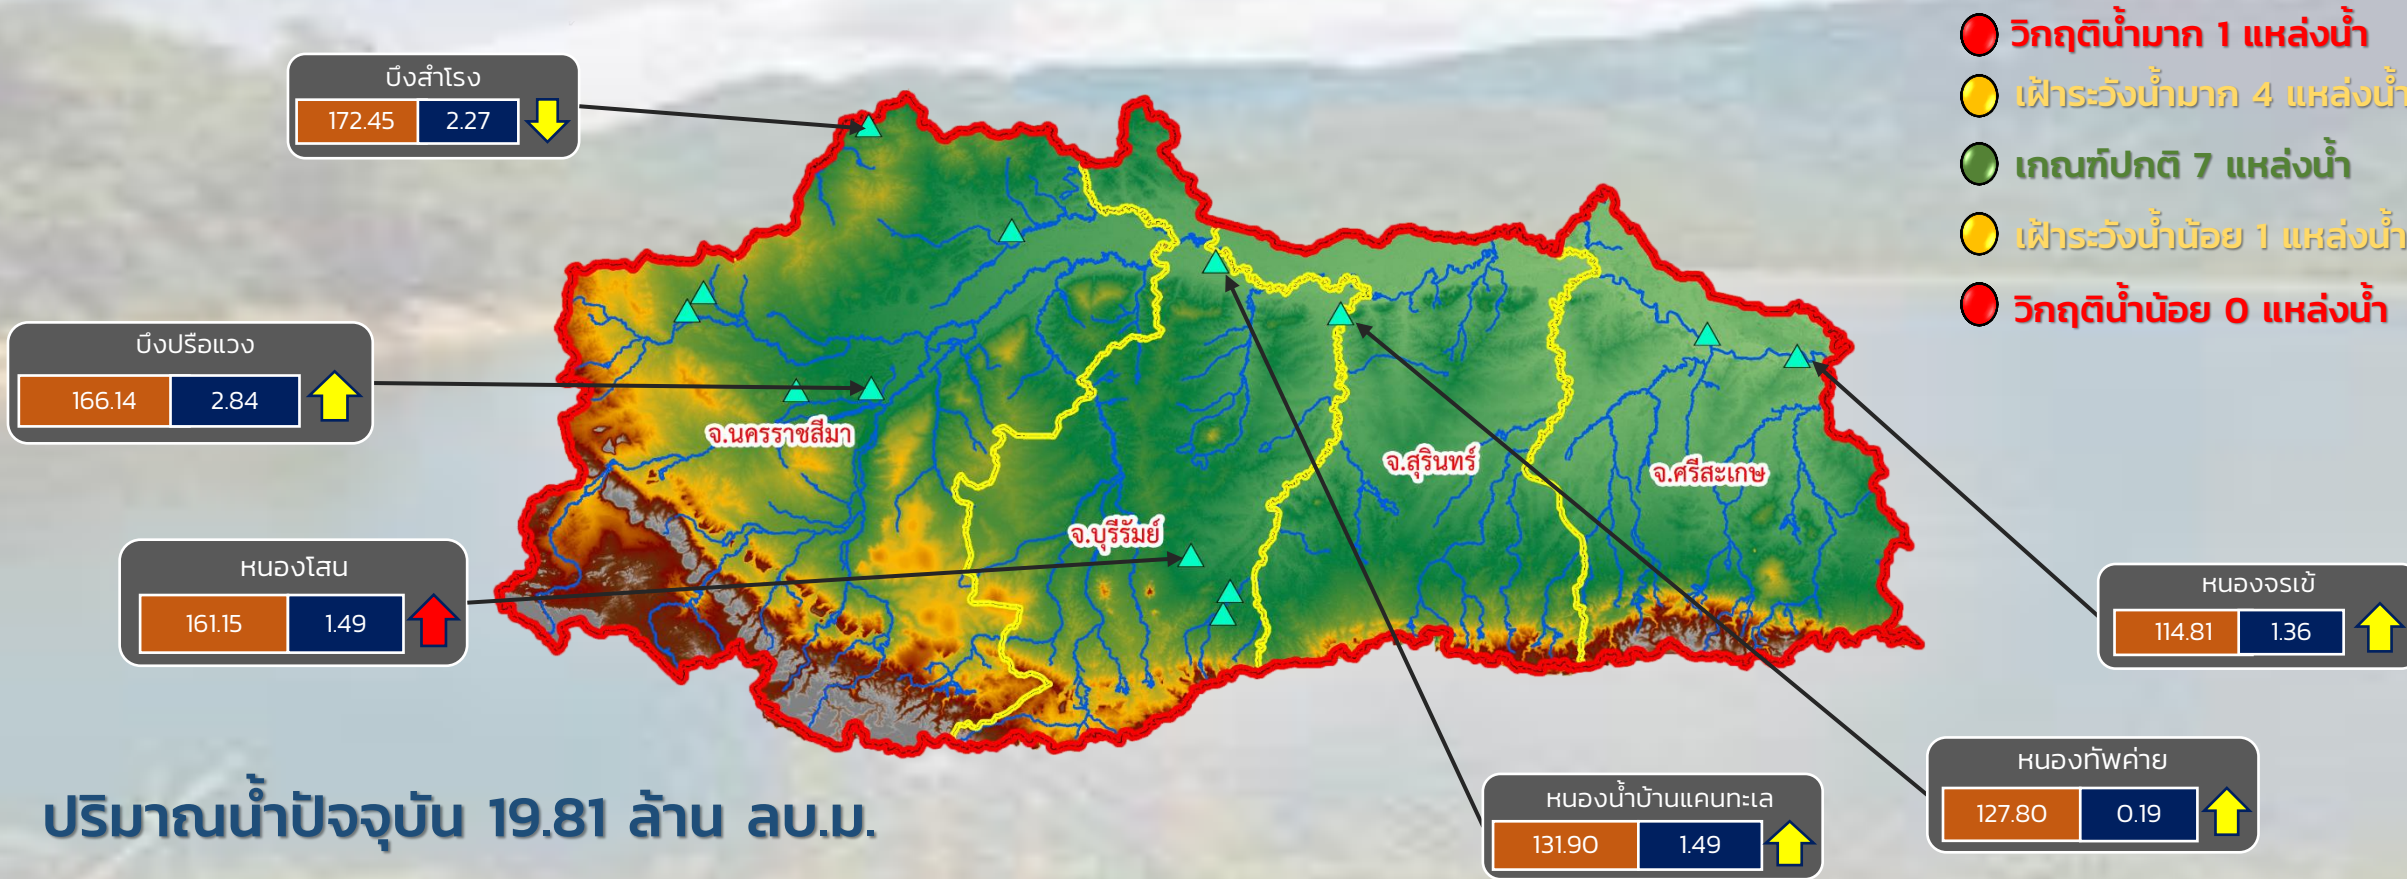 วิกฤติน้ำมาก 1 แหล่งน้ำ
เฝ้าระวังน้ำมาก 4 แหล่งน้ำ
เกณฑ์ปกติ 7 แหล่งน้ำ
เฝ้าระวังน้ำน้อย 1 แหล่งน้ำ
วิกฤติน้ำน้อย 0 แหล่งน้ำ
บึงสำโรง
172.45 2.27
บึงปรือแวง
166.14 2.84
หนองโสน
161.15 1.49
จ.นครราชสีมา
จ.บุรีรัมย์
จ.สุรินทร์
จ.ศรีสะเกษ
หนองจรเข้
114.81 1.36
หนองทัพค่าย
127.80 0.19
หนองน้ำบ้านแคนทะเล
131.90 1.49
ปริมาณน้ำปัจจุบัน 19.81 ล้าน ลบ.ม.